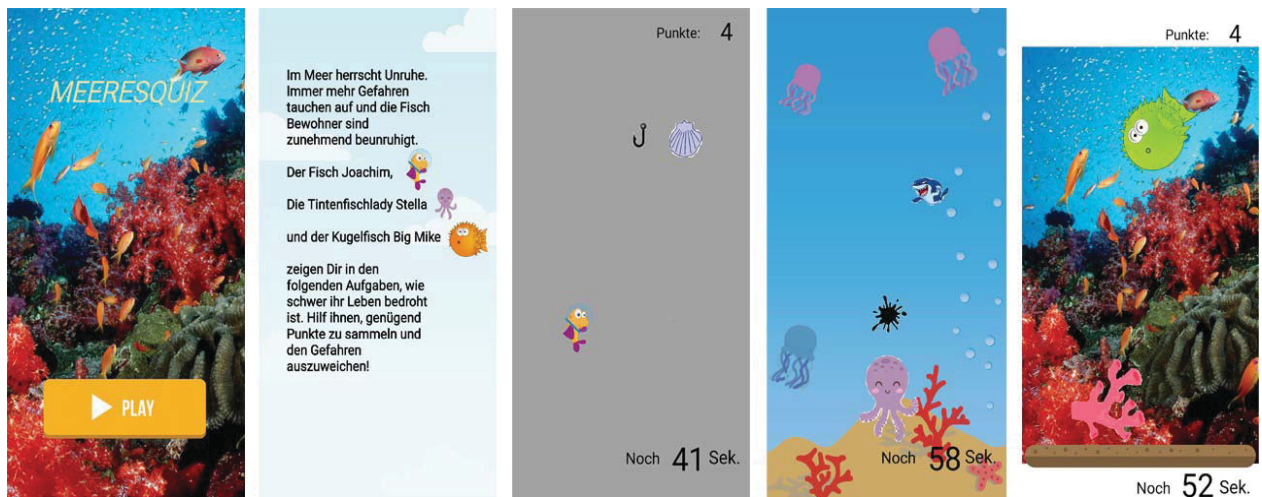 MEERESQUIZ
PLAY
Im Meer herrscht Unruhe.
Immer mehr Gefahren
tauchen auf und die Fisch
Bewohner sind
zunehmend beunruhigt.
Der Fisch Joachim,
Die Tintenfischlady Stella
und der Kugelfisch Big Mike
zeigen Dir in den
folgenden Aufgaben, wie
schwer ihr Leben bedroht
ist. Hilf ihnen, genügend
Punkte zu sammeln und
den Gefahren
auszuweichen!
Punkte: 4
Noch 41 Sek.
Noch 58 Sek.
Punkte: 4
Noch 52 Sek.